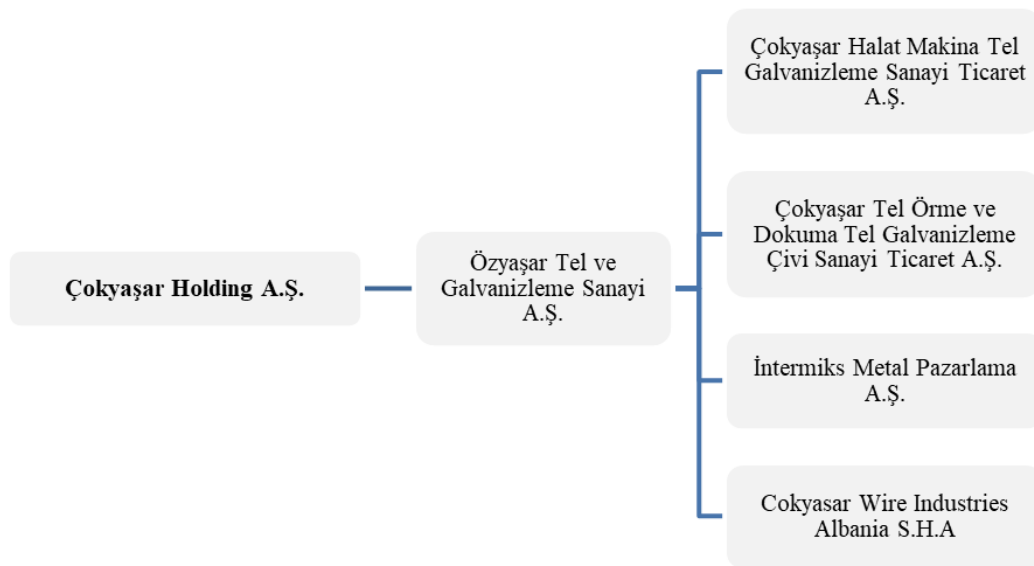 Çokyaşar Holding A.Ş.
Özyaşar Tel ve
Galvanizleme Sanayi
A.Ş.
Çokyaşar Halat Makina Tel
Galvanizleme Sanayi Ticaret
A.Ş.
Çokyaşar Tel Örme ve
Dokuma Tel Galvanizleme
Çivi Sanayi Ticaret A.Ş.
İntermiks Metal Pazarlama
A.Ş.
Cokyasar Wire Industries
Albania S.H.A